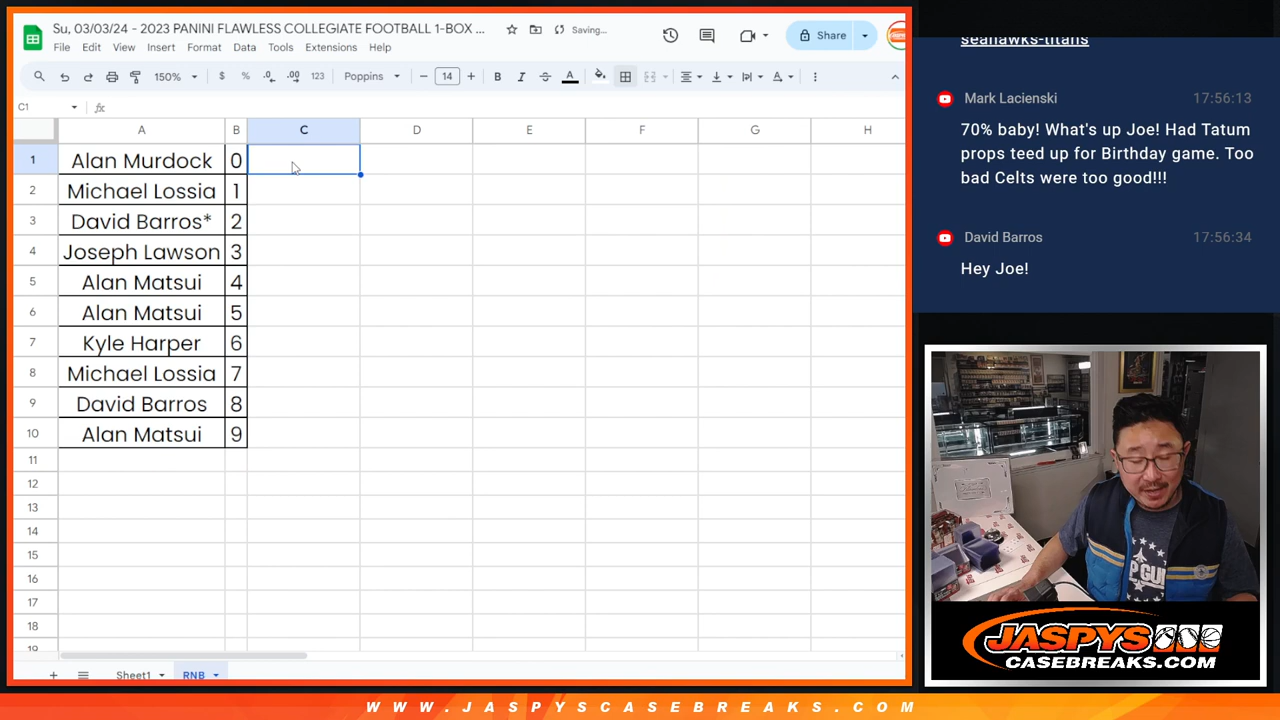 Su, 03/03/24 - 2023 PANINI FLAWLESS COLLEGIATE FOOTBALL 1-BOX ...
Saving...
Share
File Edit View Insert Format Data Tools Extensions Help
150% $ % .0 .00 123 Poppins - 14 + B I S A
C1 fx
A B C D E F G H
1 Alan Murdock 0
2 Michael Lossia 1
3 David Barros* 2
4 Joseph Lawson 3
5 Alan Matsui 4
6 Alan Matsui 5
7 Kyle Harper 6
8 Michael Lossia 7
9 David Barros 8
10 Alan Matsui 9
11
12
13
14
15
16
17
18
19
+ Sheet1 RNB
seahawks-titans
Mark Lacienski 17:56:13
70% baby! What's up Joe! Had Tatum
props teed up for Birthday game. Too
bad Celts were too good!!!
David Barros 17:56:34
Hey Joe!
JASPYS
CASEBREAKS.COM
WWW.JASPYSCASEBREAKS.COM